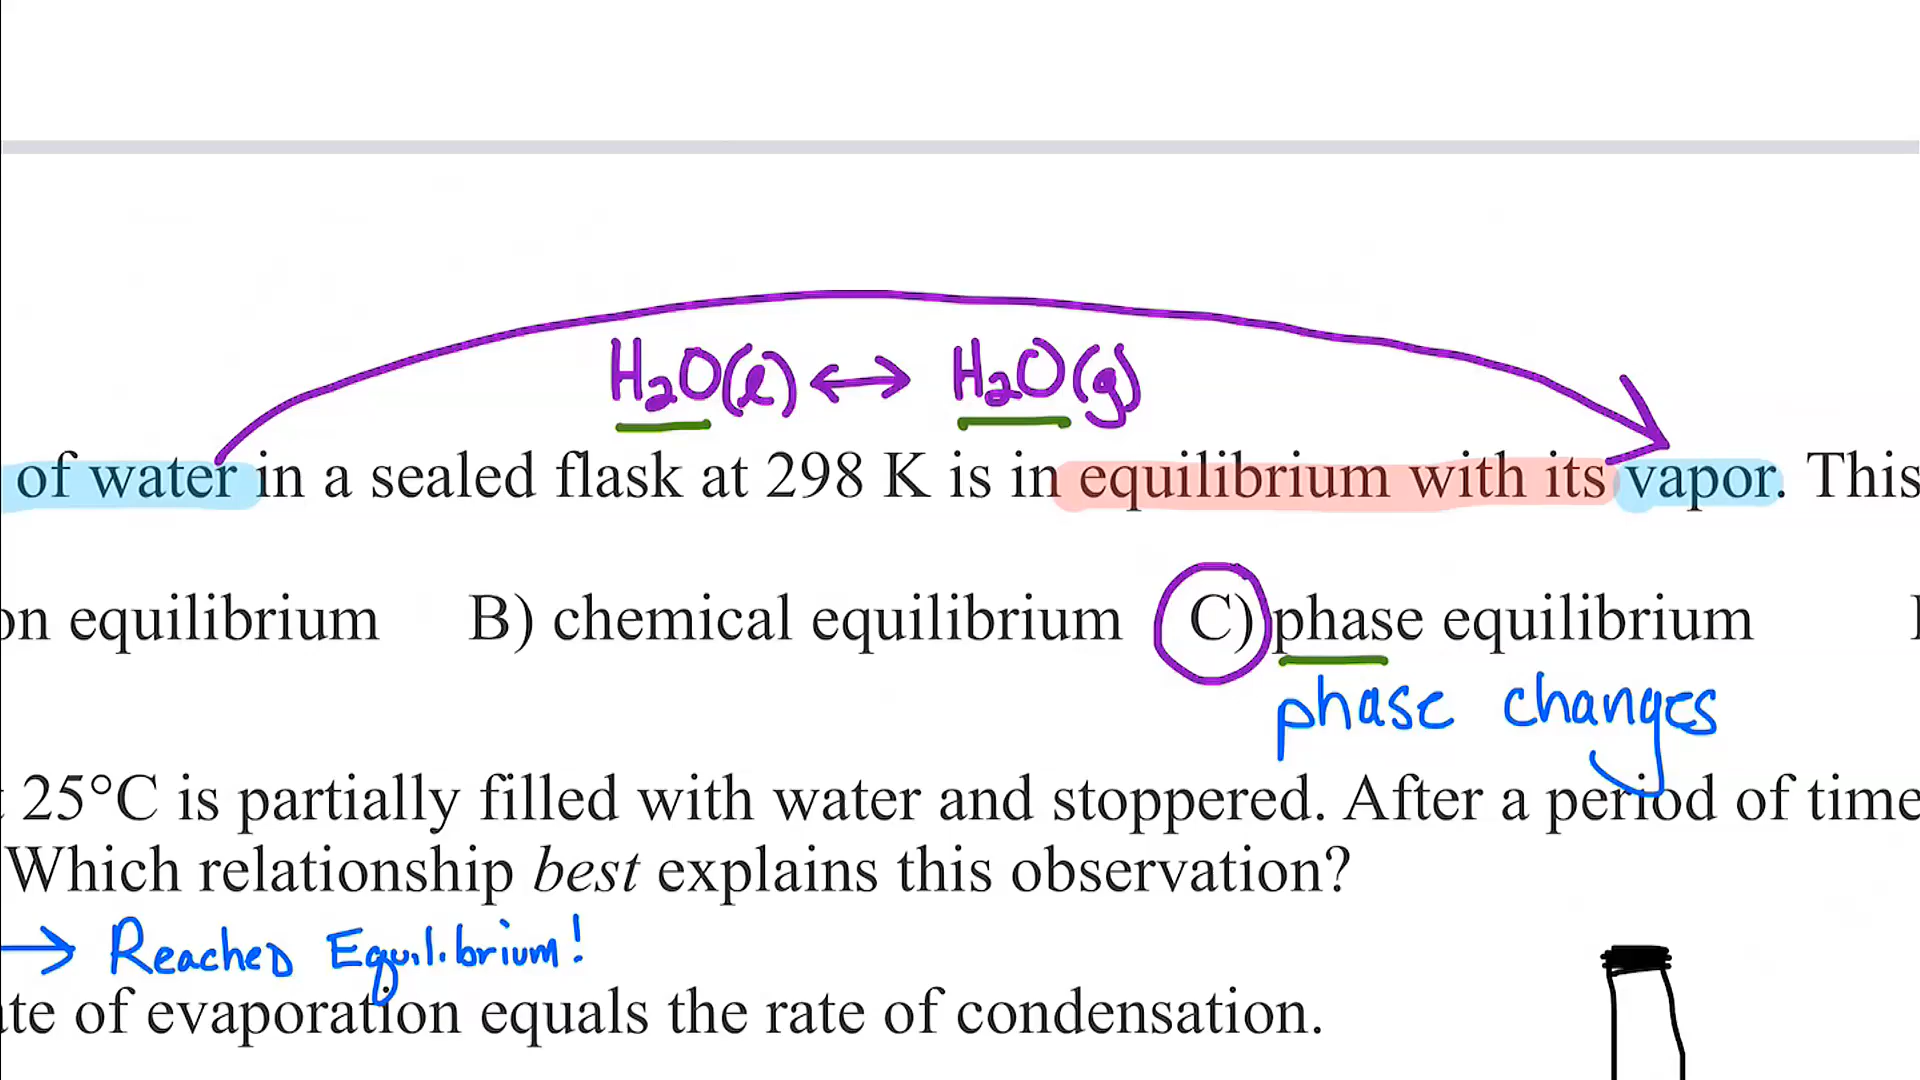 H₂O(l) ↔ H₂O(g)
of water in a sealed flask at 298 K is in equilibrium with its vapor. This
on equilibrium B) chemical equilibrium C) phase equilibrium
phase changes
25°C is partially filled with water and stoppered. After a period of time
Which relationship best explains this observation?
→ Reached Equilibrium!
ate of evaporation equals the rate of condensation.